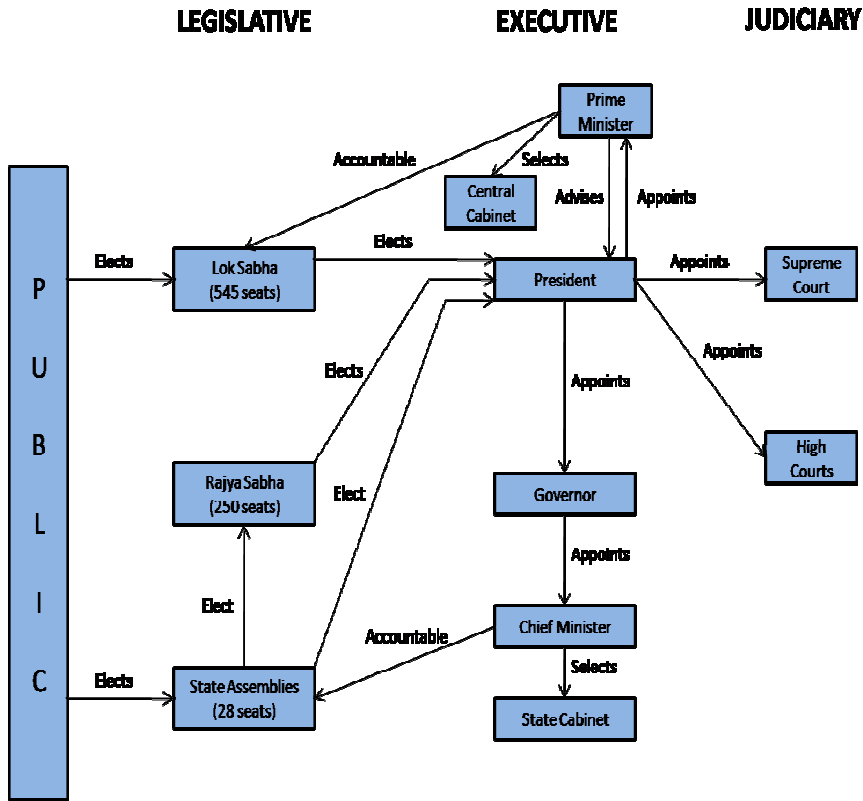 LEGISLATIVE
EXECUTIVE
JUDICIARY
Prime
Minister
Accountable
Selects
Central
Cabinet
Advises
Appoints
P
U
B
L
I
C
Elects
Lok Sabha
(545 seats)
Elects
President
Appoints
Supreme
Court
Elects
Appoints
Appoints
High
Courts
Rajya Sabha
(250 seats)
Elect
Governor
Elect
Appoints
Accountable
Chief Minister
Elects
State Assemblies
(28 seats)
Selects
State Cabinet